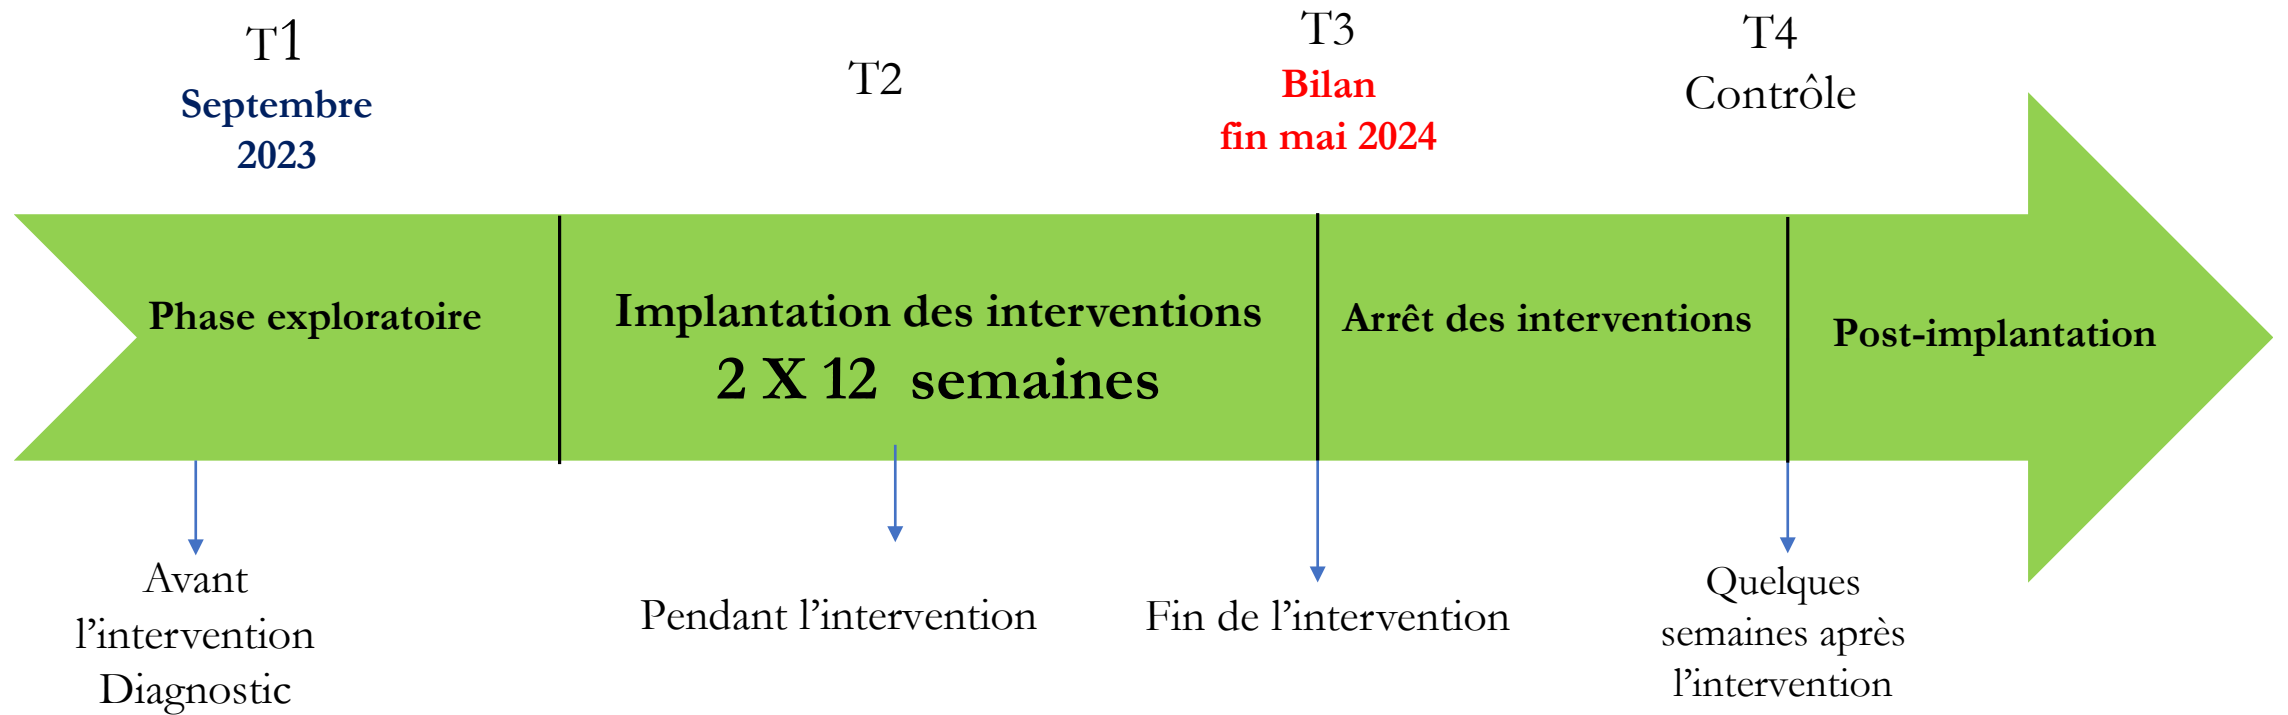 T1
Septembre
2023
T2
T3
Bilan
fin mai 2024
T4
Contrôle
Phase exploratoire
Implantation des interventions
2 X 12 semaines
Arrêt des interventions
Post-implantation
Avant
l’intervention
Diagnostic
Pendant l’intervention
Fin de l’intervention
Quelques
semaines après
l’intervention